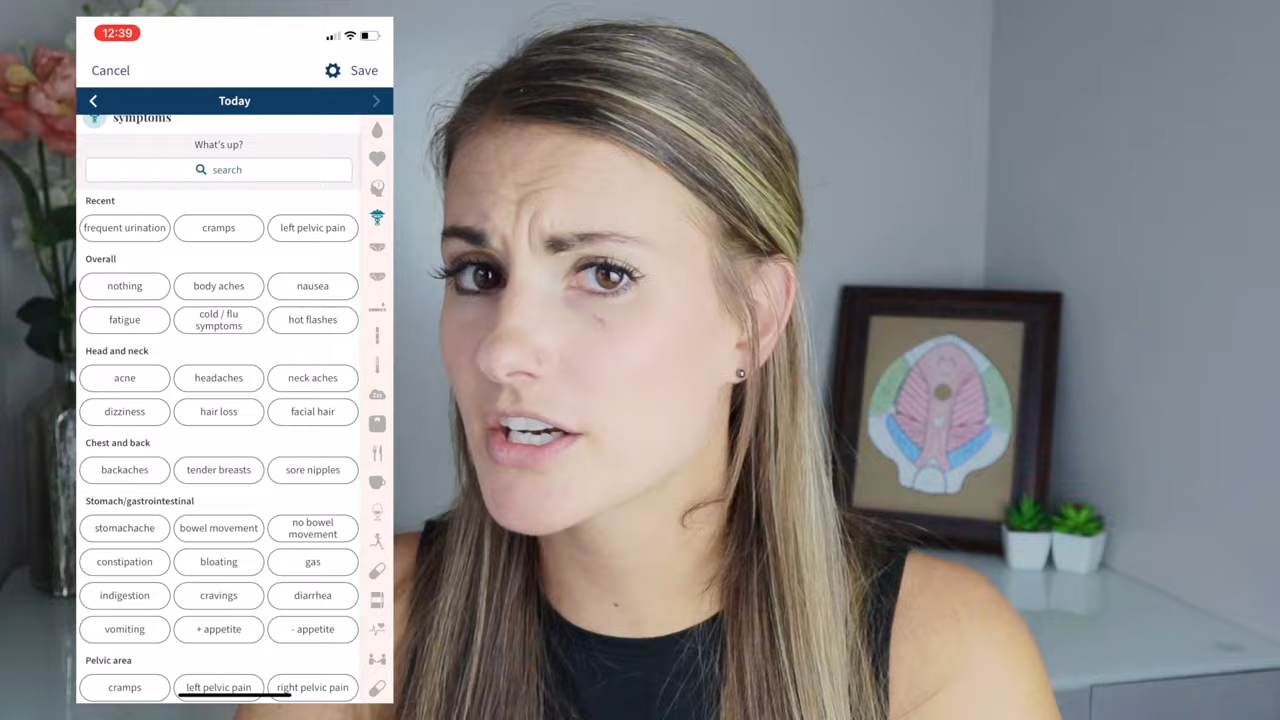 12:39
Cancel
Save
Today
symptoms
What's up?
search
Recent
frequent urination
cramps
left pelvic pain
Overall
nothing
body aches
nausea
fatigue
cold / flu
symptoms
hot flashes
Head and neck
acne
headaches
neck aches
dizziness
hair loss
facial hair
Chest and back
backaches
tender breasts
sore nipples
Stomach/gastrointestinal
stomachache
bowel movement
no bowel
movement
constipation
bloating
gas
indigestion
cravings
diarrhea
vomiting
+ appetite
- appetite
Pelvic area
cramps
left pelvic pain
right pelvic pain